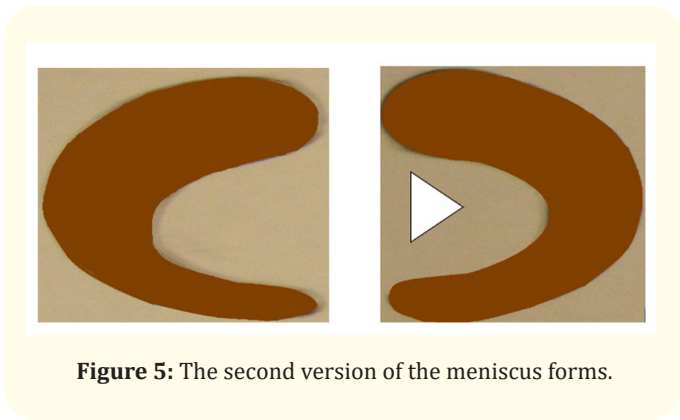 Figure 5: The second version of the meniscus forms.